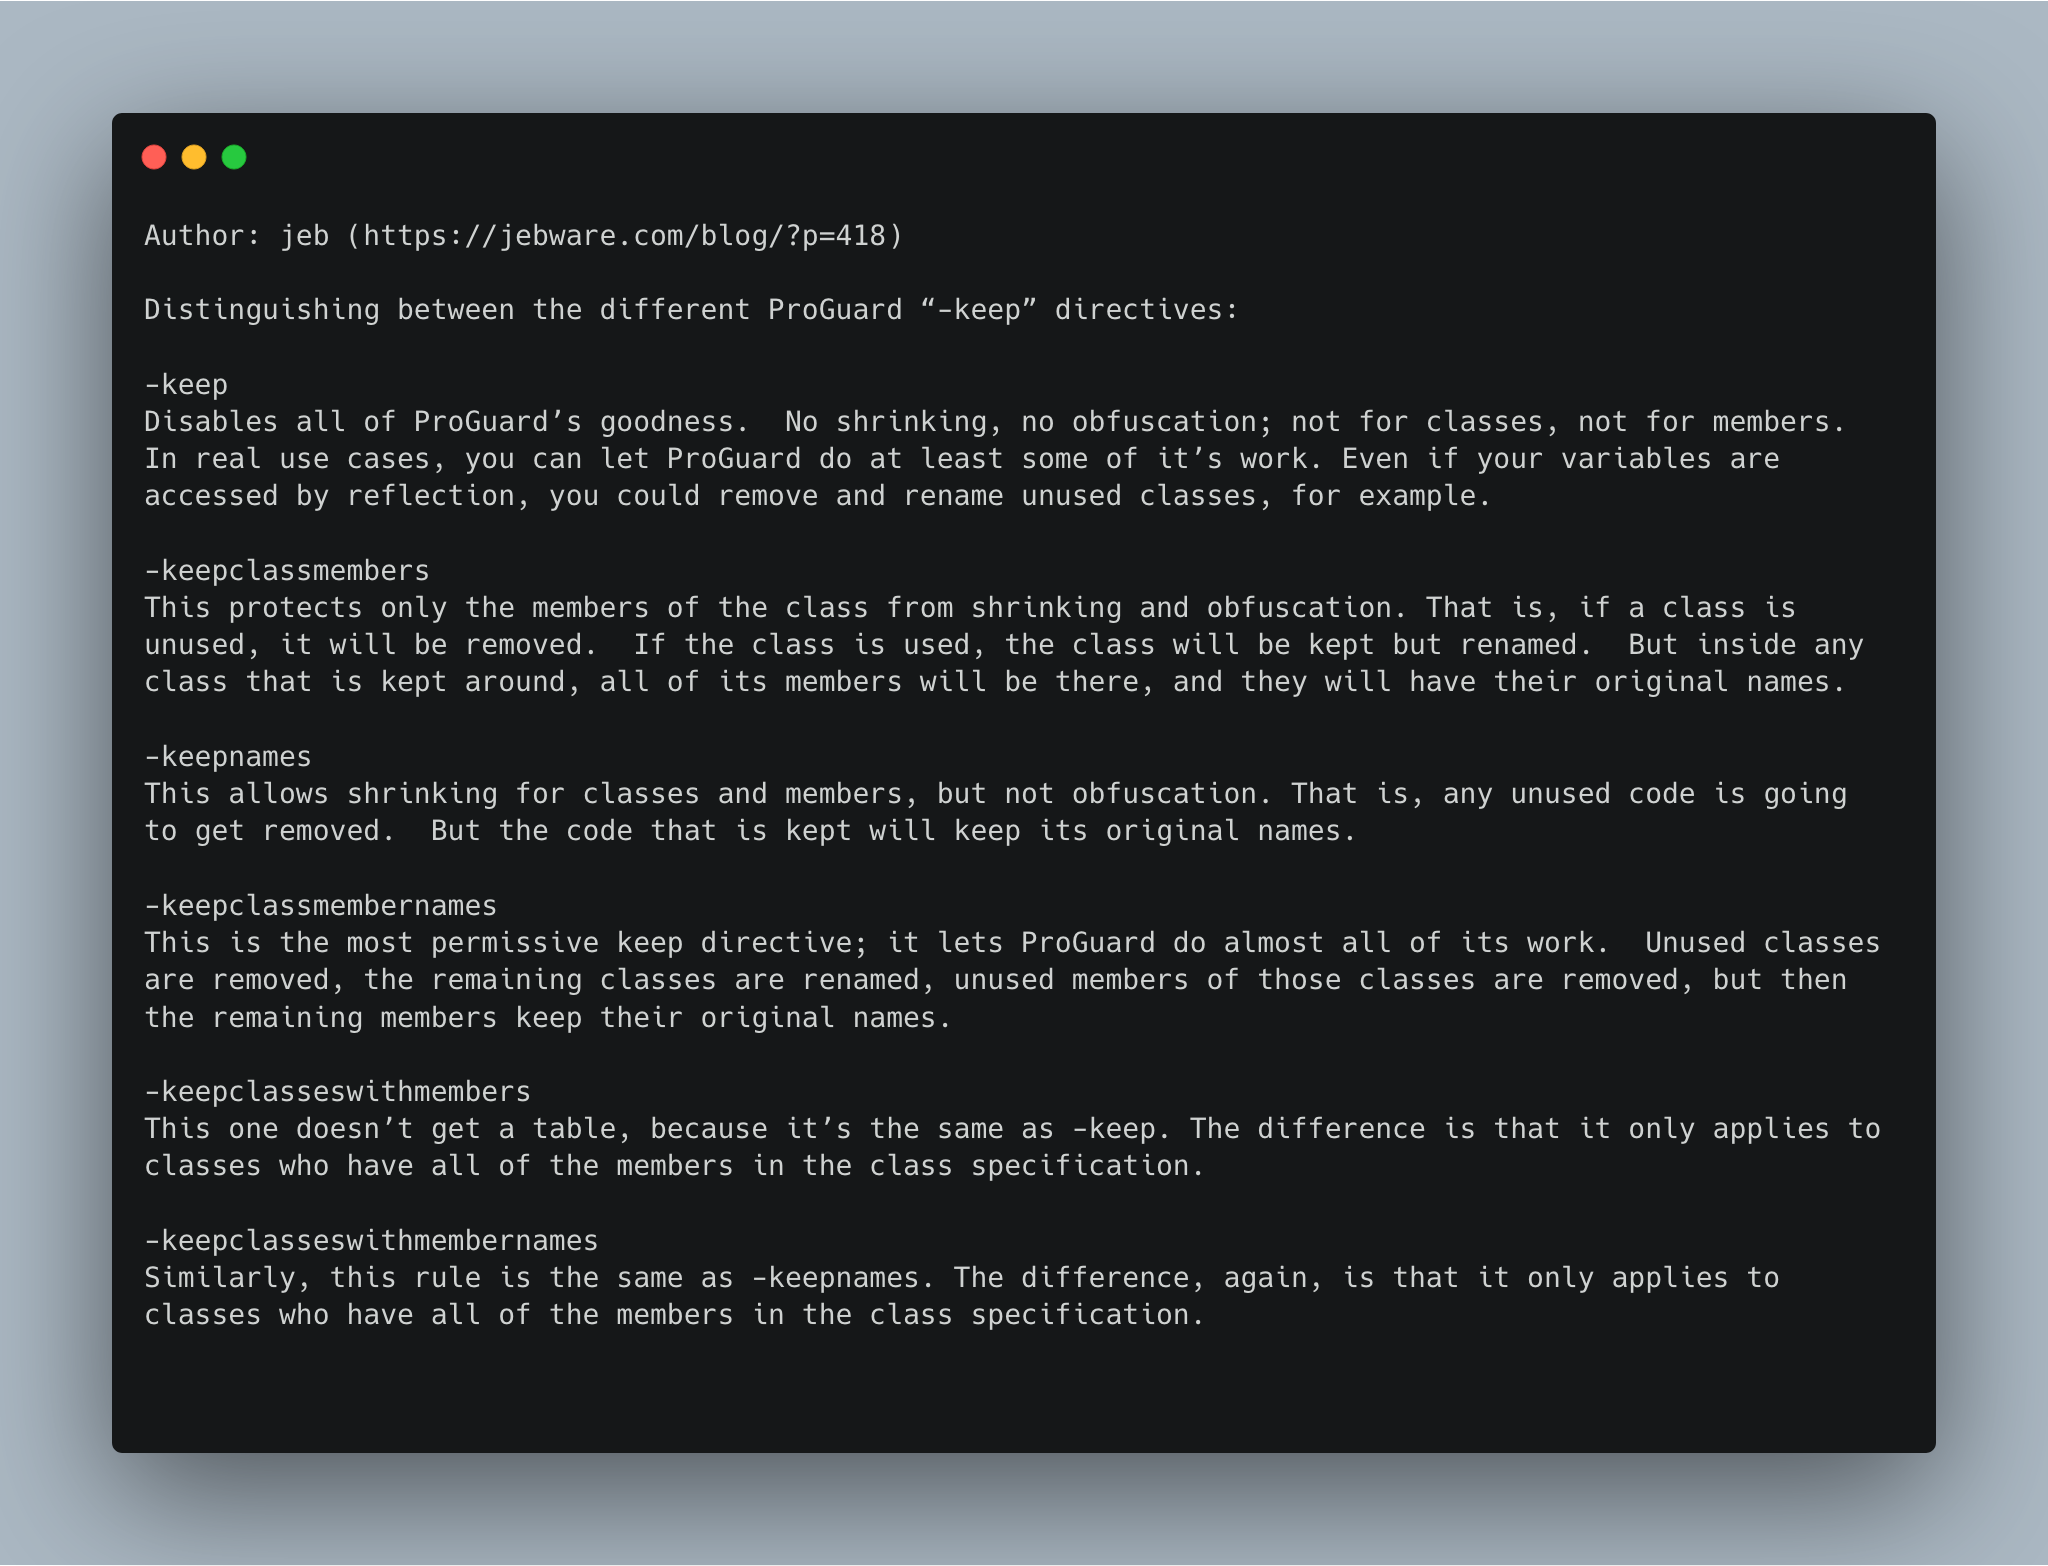 Author: jeb (https://jebware.com/blog/?p=418)
Distinguishing between the different ProGuard “-keep” directives:
-keep
Disables all of ProGuard’s goodness.  No shrinking, no obfuscation; not for classes, not for members.
In real use cases, you can let ProGuard do at least some of it’s work. Even if your variables are
accessed by reflection, you could remove and rename unused classes, for example.
-keepclassmembers
This protects only the members of the class from shrinking and obfuscation. That is, if a class is
unused, it will be removed.  If the class is used, the class will be kept but renamed.  But inside any
class that is kept around, all of its members will be there, and they will have their original names.
-keepnames
This allows shrinking for classes and members, but not obfuscation. That is, any unused code is going
to get removed.  But the code that is kept will keep its original names.
-keepclassmembernames
This is the most permissive keep directive; it lets ProGuard do almost all of its work.  Unused classes
are removed, the remaining classes are renamed, unused members of those classes are removed, but then
the remaining members keep their original names.
-keepclasseswithmembers
This one doesn’t get a table, because it’s the same as -keep. The difference is that it only applies to
classes who have all of the members in the class specification.
-keepclasseswithmembernames
Similarly, this rule is the same as -keepnames. The difference, again, is that it only applies to
classes who have all of the members in the class specification.